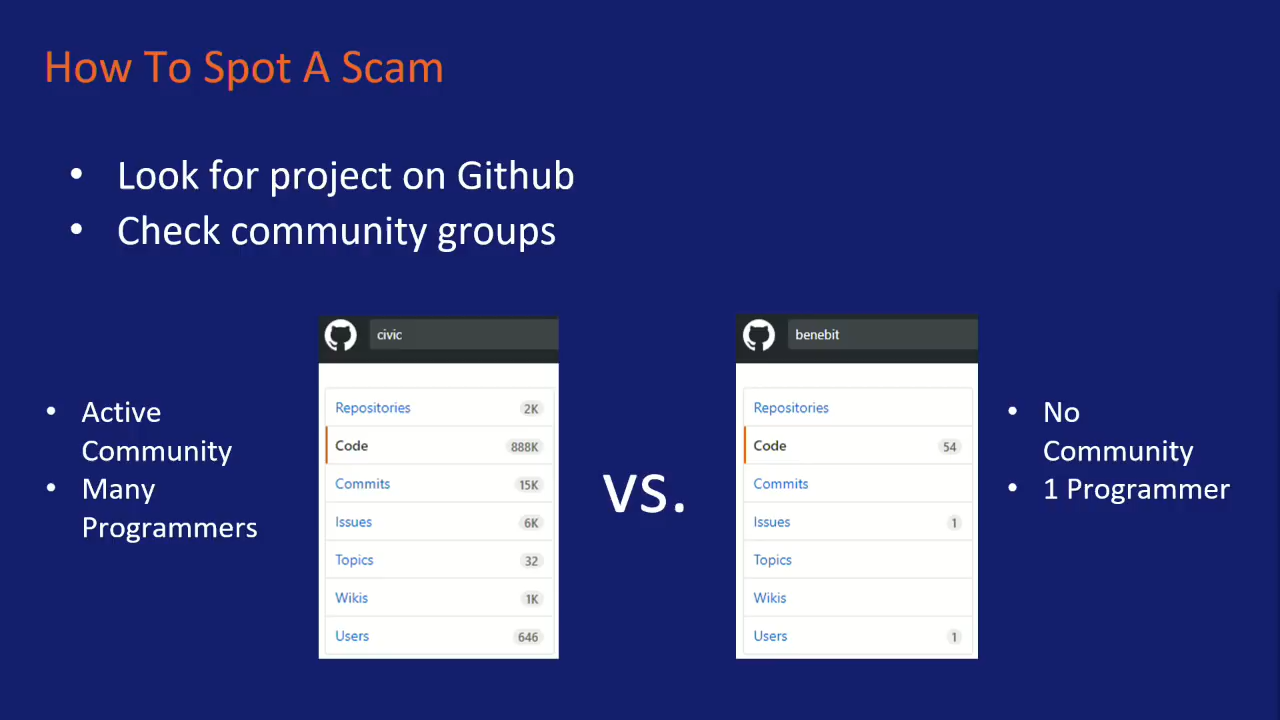 How To Spot A Scam
• Look for project on Github
• Check community groups
• Active
Community
• Many
Programmers
civic
Repositories 2K
Code 888K
Commits 15K
Issues 6K
Topics 32
Wikis 1K
Users 646
vs.
benebit
Repositories
Code 54
Commits
Issues 1
Topics
Wikis
Users 1
• No
Community
• 1 Programmer